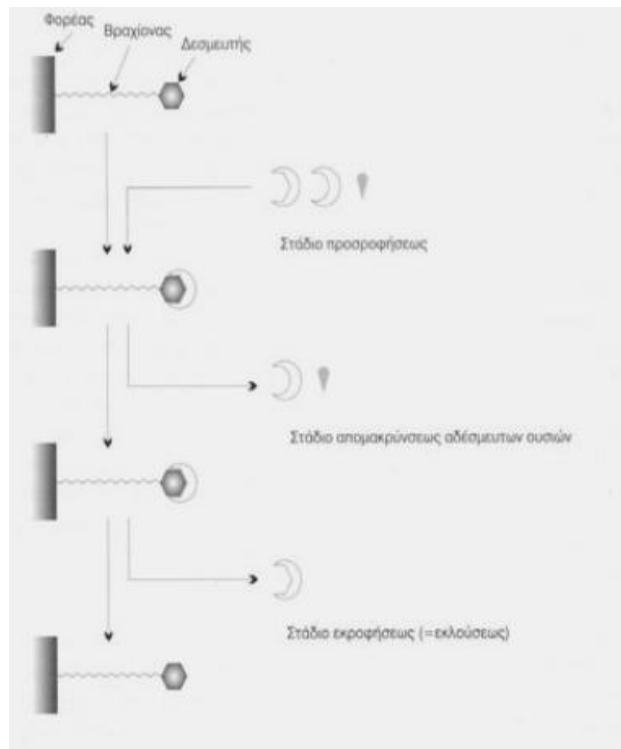 Φορέας
Βραχίονας
Δεσμευτής
Στάδιο προσροφήσεως
Στάδιο απομακρύνσεως αδέσμευτων ουσιών
Στάδιο εκροφήσεως (=εκλούσεως)